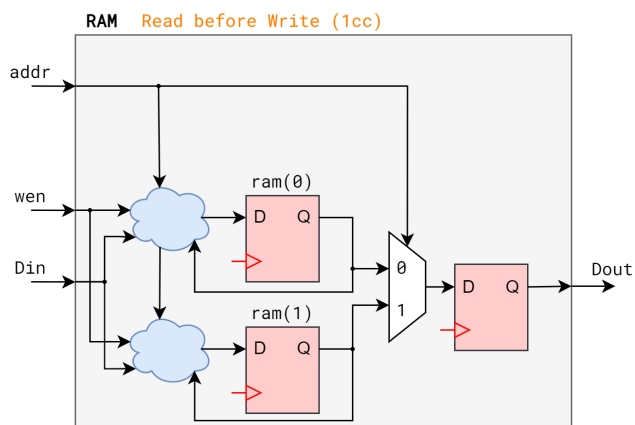 RAM Read before Write (1cc)
addr
ram(0)
wen
D Q
0
Din
Dout
D Q
1
ram(1)
D Q